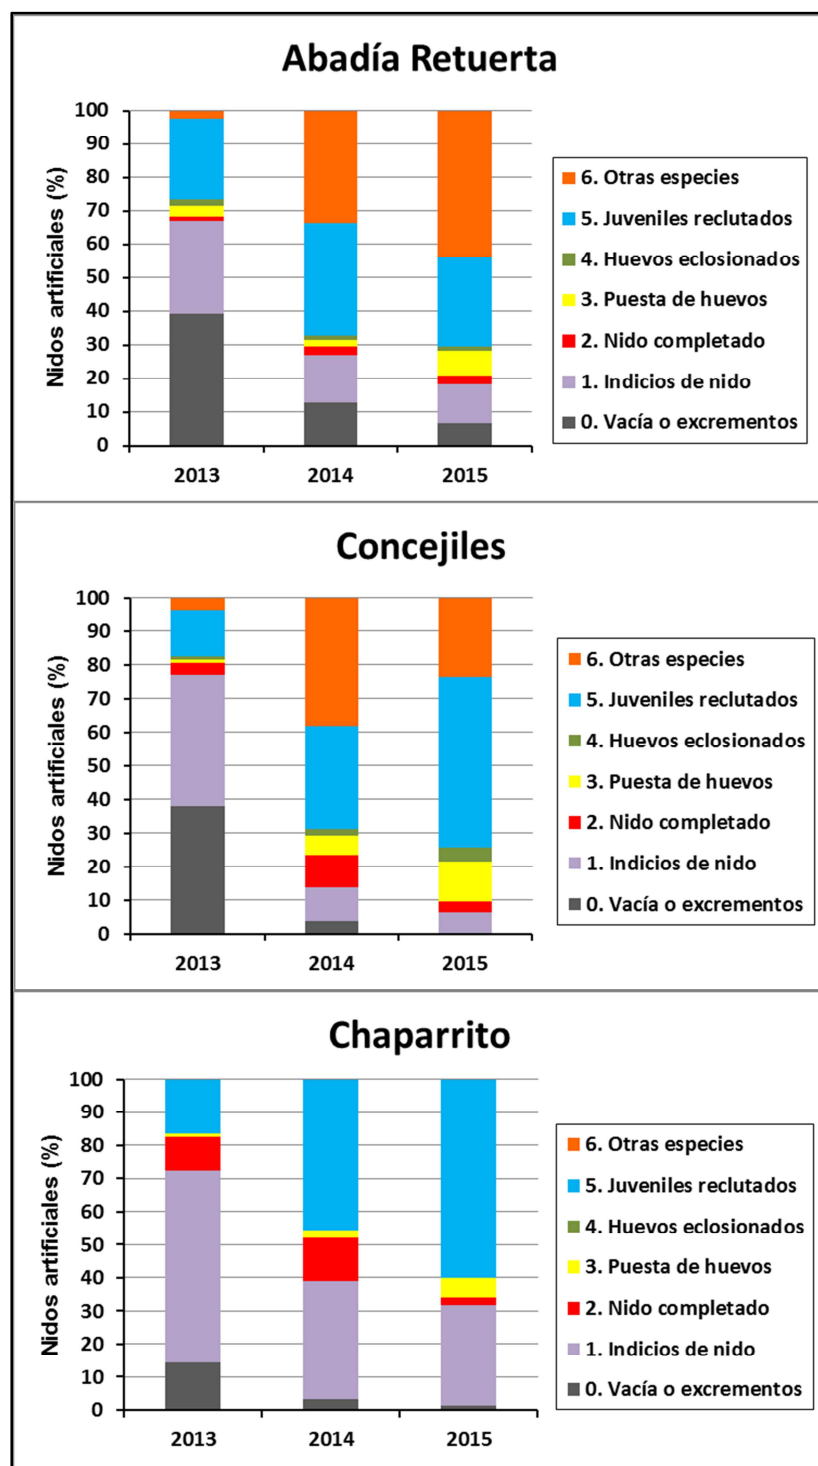 Abadía Retuerta
Nidos artificiales (%)
100
90
80
70
60
50
40
30
20
10
0
2013 2014 2015
6. Otras especies
5. Juveniles reclutados
4. Huevos eclosionados
3. Puesta de huevos
2. Nido completado
1. Indicios de nido
0. Vacía o excrementos
Concejiles
Nidos artificiales (%)
100
90
80
70
60
50
40
30
20
10
0
2013 2014 2015
6. Otras especies
5. Juveniles reclutados
4. Huevos eclosionados
3. Puesta de huevos
2. Nido completado
1. Indicios de nido
0. Vacía o excrementos
Chaparrito
Nidos artificiales (%)
100
90
80
70
60
50
40
30
20
10
0
2013 2014 2015
6. Otras especies
5. Juveniles reclutados
4. Huevos eclosionados
3. Puesta de huevos
2. Nido completado
1. Indicios de nido
0. Vacía o excrementos